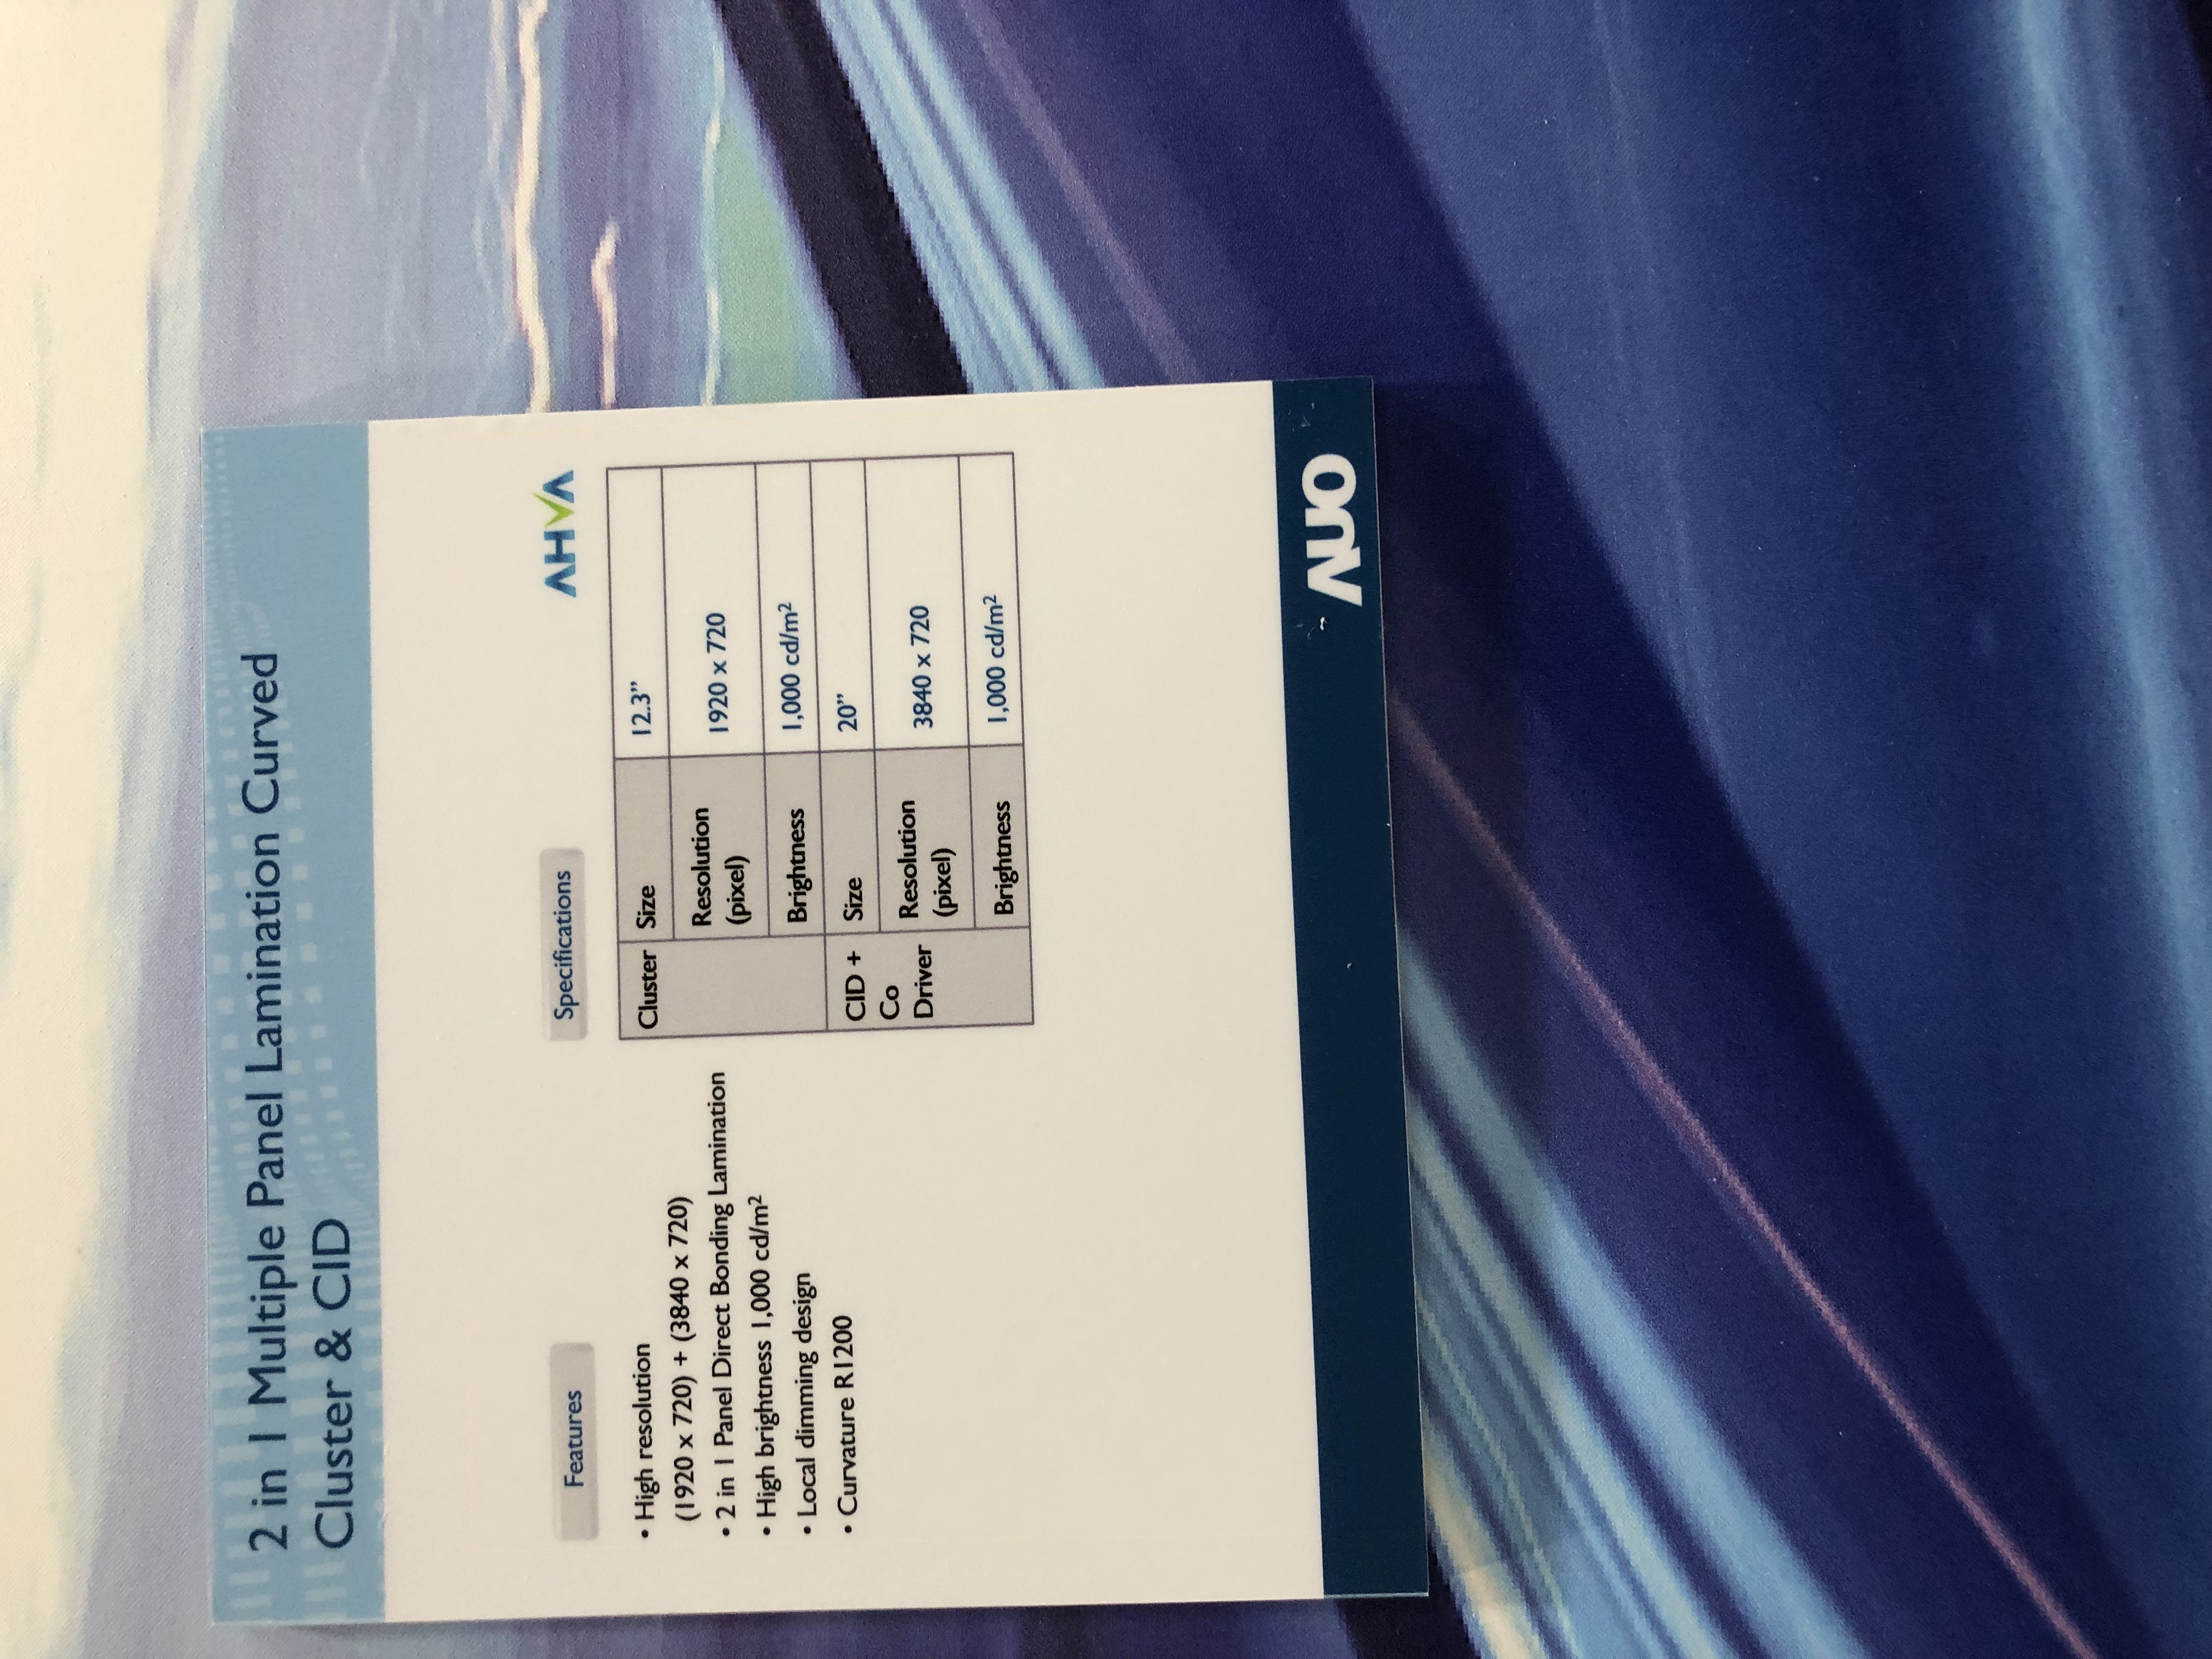 2 in 1 Multiple Panel Lamination Curved
Cluster & CID
Features
• High resolution
(1920 x 720) + (3840 x 720)
• 2 in 1 Panel Direct Bonding Lamination
• High brightness 1,000 cd/m²
• Local dimming design
• Curvature R1200
Specifications
AHVA
Cluster Size 12.3”
Resolution
(pixel) 1920 x 720
Brightness 1,000 cd/m²
CID +
Co
Driver
Size 20”
Resolution
(pixel) 3840 x 720
Brightness 1,000 cd/m²
AUO